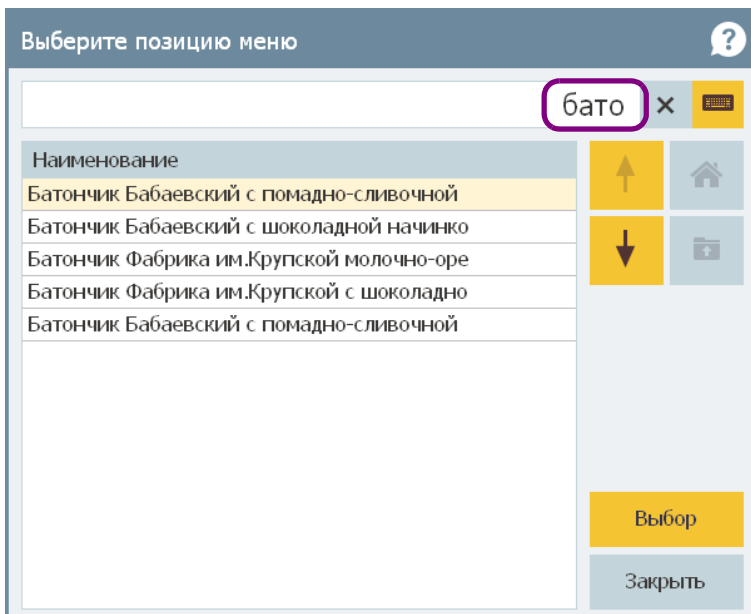 Выберите позицию меню
?
бато
Наименование
Батончик Бабаевский с помадно-сливочной
Батончик Бабаевский с шоколадной начинко
Батончик Фабрика им.Крупской молочно-оре
Батончик Фабрика им.Крупской с шоколадно
Батончик Бабаевский с помадно-сливочной
Выбор
Закрыть